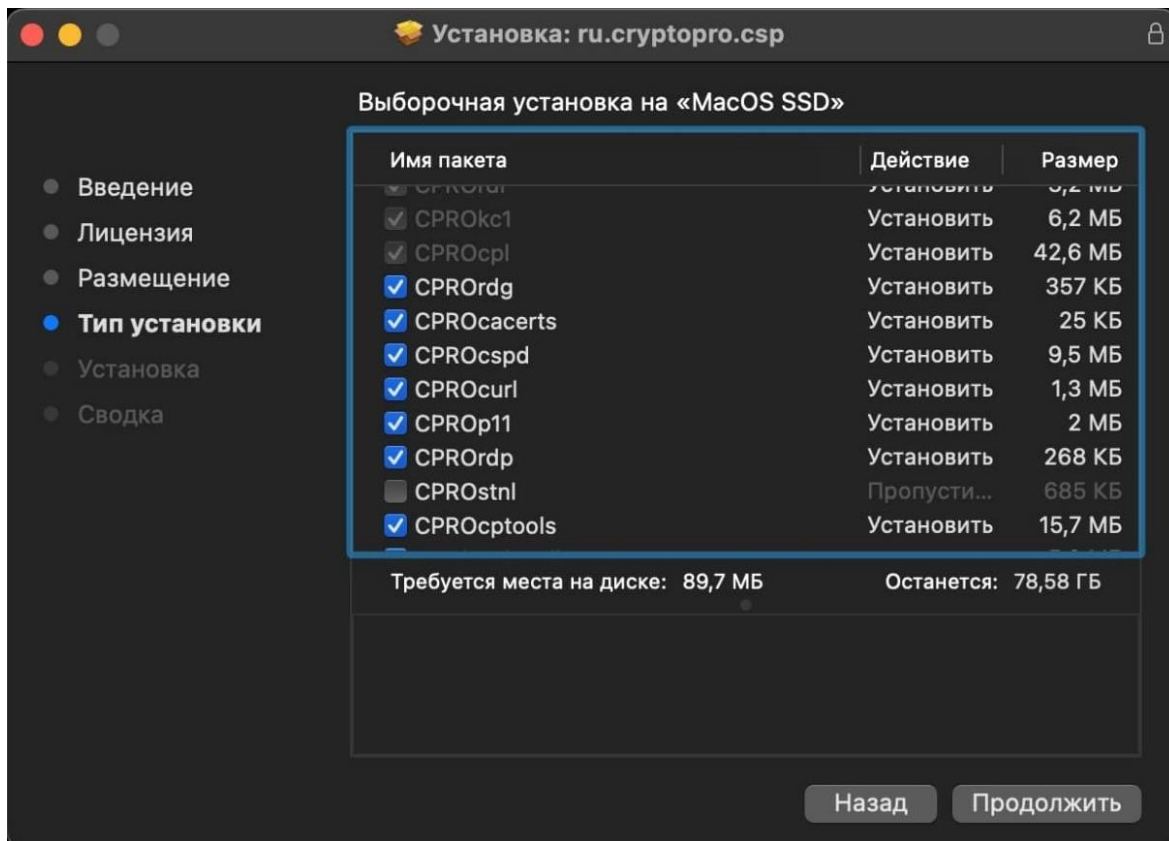 Установка: ru.cryptopro.csp
Выборочная установка на «MacOS SSD»
Введение
Лицензия
Размещение
Тип установки
Установка
Сводка
Имя пакета Действие Размер
Установить
CPROkc1 Установить 6,2 МБ
CPROcpl Установить 42,6 МБ
CPROrdg Установить 357 КБ
CPROcacerts Установить 25 КБ
CPROcspd Установить 9,5 МБ
CPROcurl Установить 1,3 МБ
CPROp11 Установить 2 МБ
CPROrdp Установить 268 КБ
CPROstnl Пропусти... 685 КБ
CPROcptools Установить 15,7 МБ
Требуется места на диске: 89,7 МБ Останется: 78,58 ГБ
Назад Продолжить